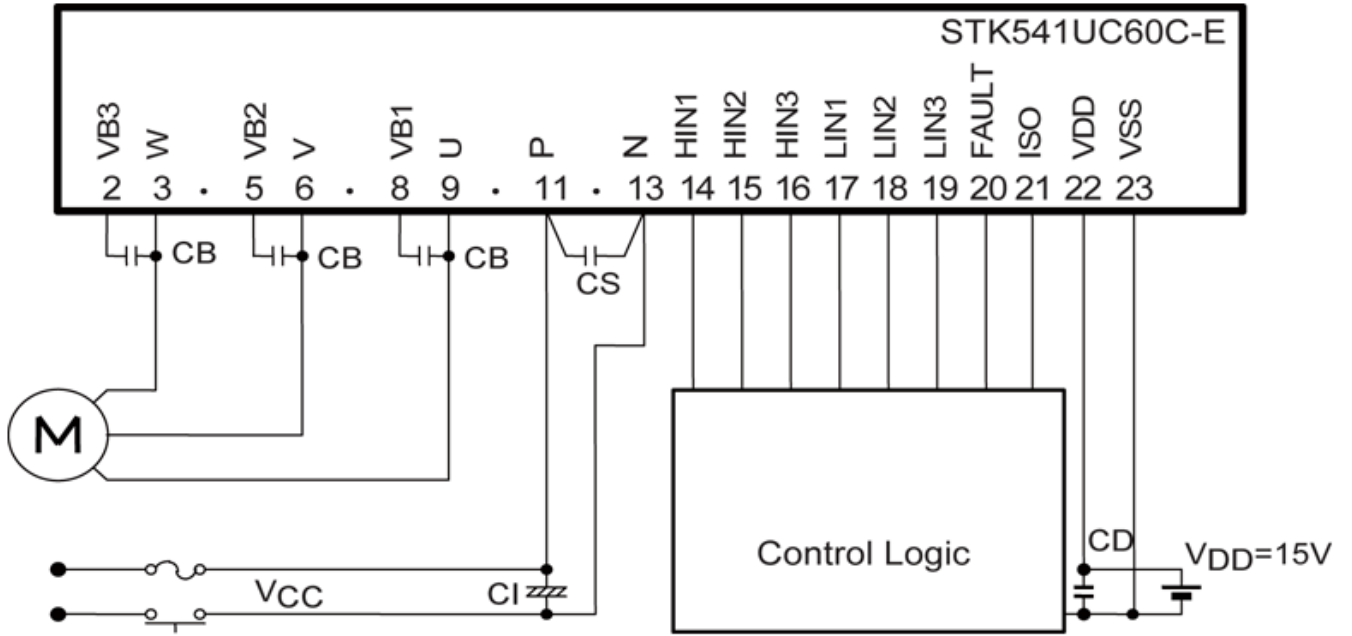 STK541UC60C-E
VB3 W VB2 V VB1 U P N HIN1 HIN2 HIN3 LIN1 LIN2 LIN3 FAULT ISO VDD VSS
2 3 · 5 6 · 8 9 · 11 · 13 14 15 16 17 18 19 20 21 22 23
CB CB CB
CS
M
Control Logic
CD
VDD=15V
VCC
CI